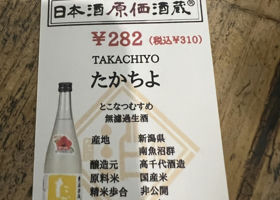 日本酒原価酒蔵®
¥282 (税込¥310)
TAKACHIYO
たかちよ
とこなつむすめ
無濾過生酒
産地 新潟県
南魚沼郡
醸造元 高千代酒造
原料米 国産米
精米歩合 非公開